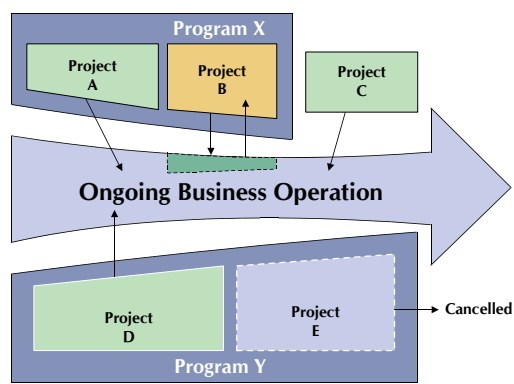 Program X
Project
A
Project
B
Project
C
Ongoing Business Operation
Project
D
Project
E
Cancelled
Program Y